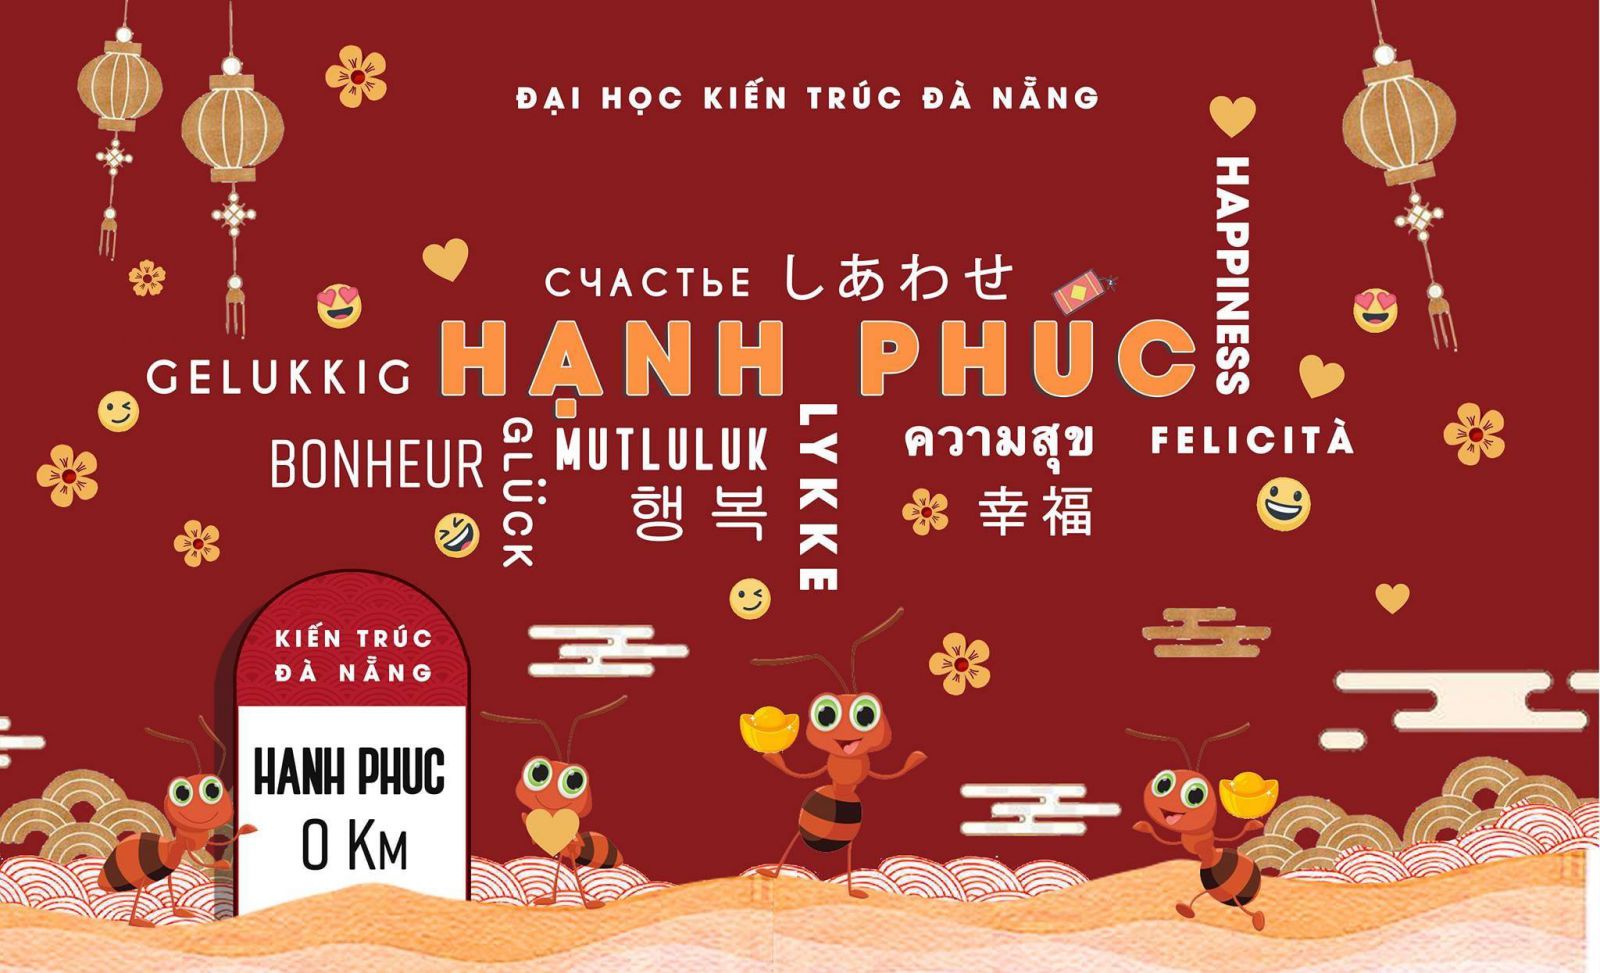 ĐẠI HỌC KIẾN TRÚC ĐÀ NẴNG
HAPPINESS
СЧАСТЬЕ しあわせ
HẠNH PHÚC
GELUKKIG
BONHEUR
GLÜCK
MUTLULUK
LYKKE
ความสุข
FELICITÀ
행복
幸福
KIẾN TRÚC
ĐÀ NẴNG
HANH PHUC
0 KM